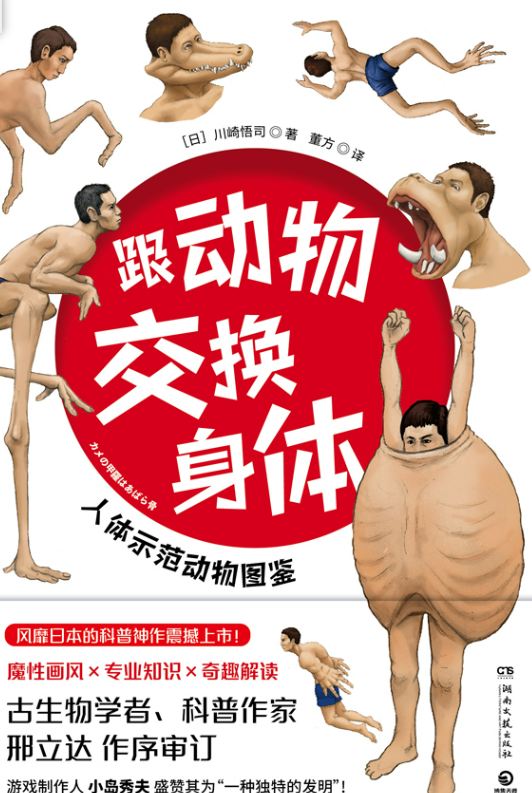 ［日］川崎悟司◎著 董方◎译
跟动物
交换
身体
カメの甲羅はあばら骨
人体示范动物图鉴
风靡日本的科普神作震撼上市！
魔性画风×专业知识×奇趣解读
古生物学者、科普作家
邢立达 作序审订
游戏制作人 小岛秀夫 盛赞其为“一种独特的发明”！
湖南文艺出版社
博集天卷